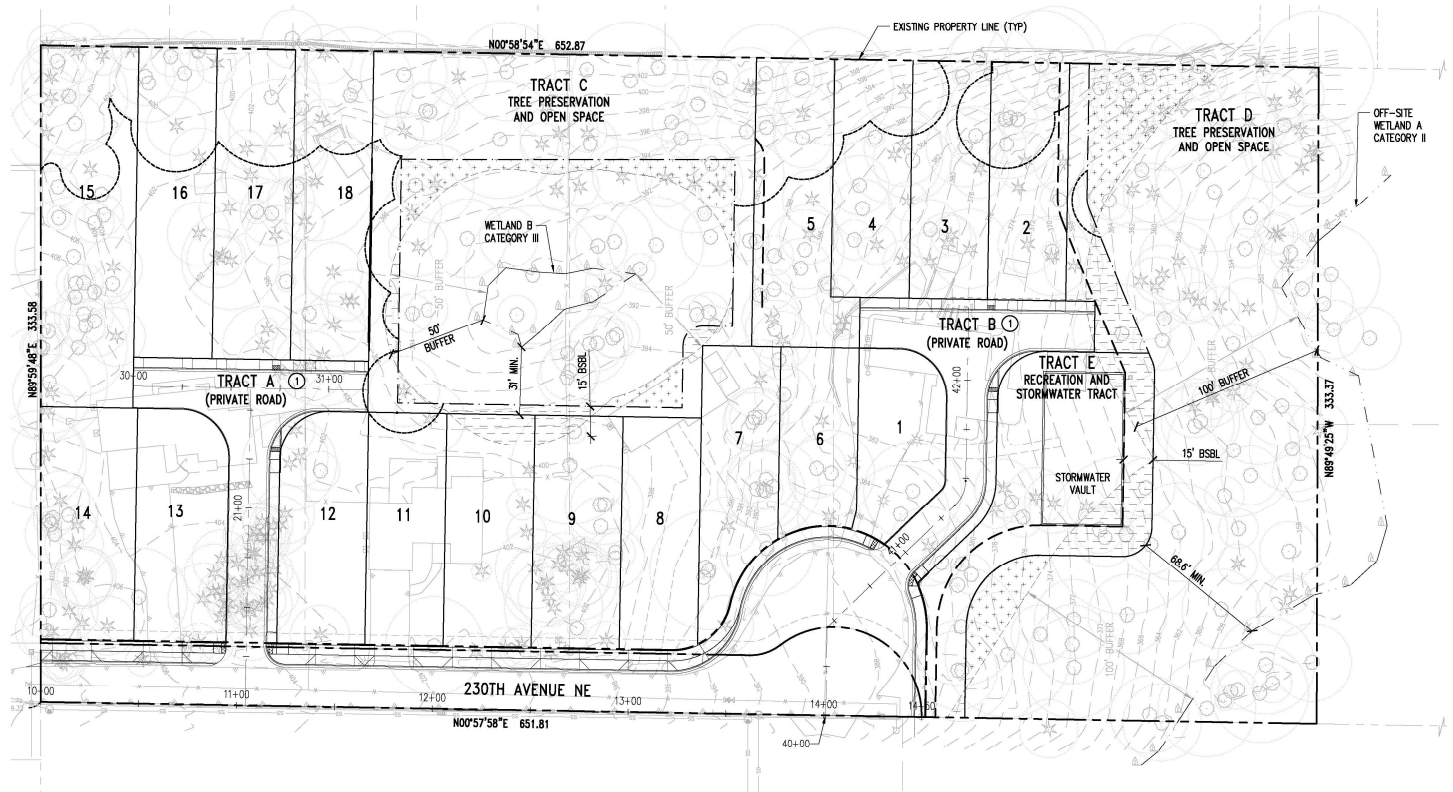 EXISTING PROPERTY LINE (TYP)
N00°58'54"E 652.87
TRACT C
TREE PRESERVATION
AND OPEN SPACE
TRACT D
TREE PRESERVATION
AND OPEN SPACE
OFF-SITE
WETLAND A
CATEGORY II
15
16
17
18
WETLAND B
CATEGORY III
5
4
3
2
50' BUFFER
50'
BUFFER
50' BUFFER
31' MIN.
15' BSBL
N89°59'48"E 333.58
30+00
31+00
TRACT A 1
(PRIVATE ROAD)
TRACT B 1
(PRIVATE ROAD)
42+00
TRACT E
RECREATION AND
STORMWATER TRACT
BUFFER
100' BUFFER
N89°49'25"W 333.37
15' BSBL
STORMWATER
VAULT
7
6
1
14
13
21+00
12
11
10
9
8
41+00
68.6' MIN.
100' BUFFER
10+00
11+00
12+00
13+00
14+00
14+50
230TH AVENUE NE
N00°57'58"E 651.81
40+00